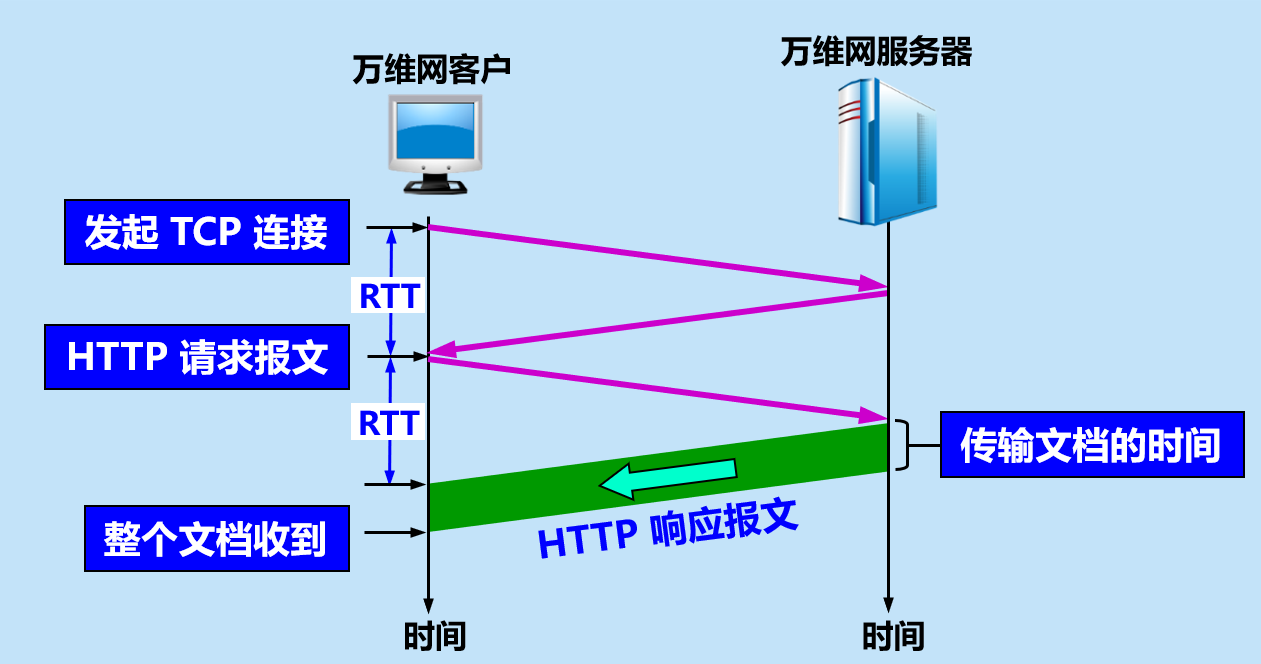 万维网客户
万维网服务器
发起 TCP 连接
RTT
HTTP 请求报文
RTT
传输文档的时间
整个文档收到
HTTP 响应报文
时间
时间